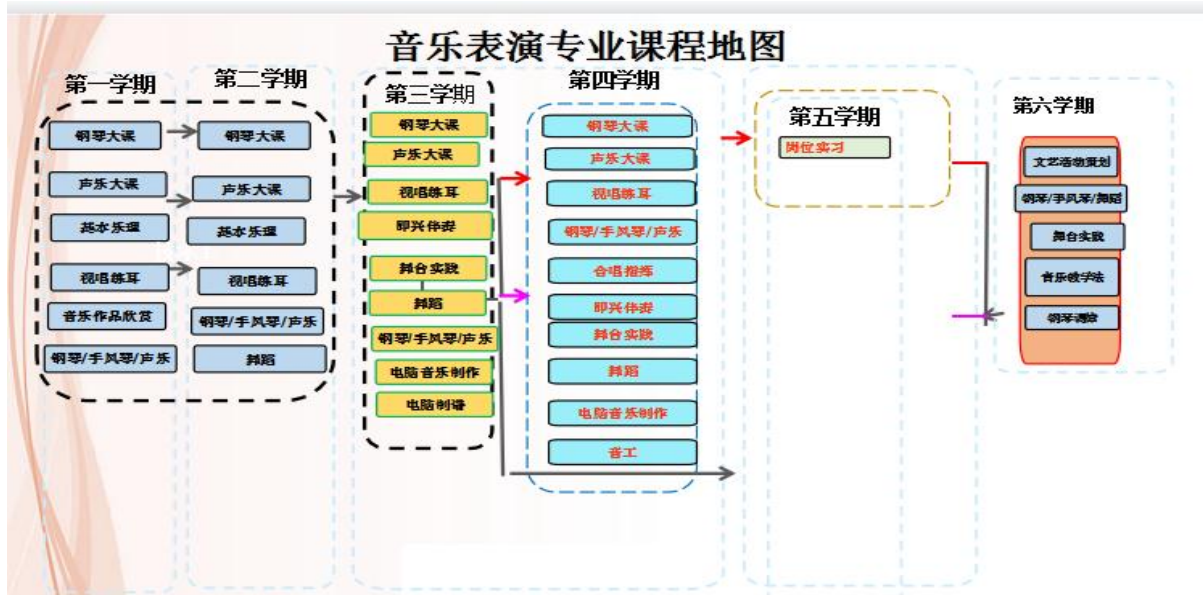 音乐表演专业课程地图
第一学期
钢琴大课
声乐大课
基本乐理
视唱练耳
音乐作品欣赏
钢琴/手风琴/声乐
第二学期
钢琴大课
声乐大课
基本乐理
视唱练耳
钢琴/手风琴/声乐
舞蹈
第三学期
钢琴大课
声乐大课
视唱练耳
即兴伴奏
舞台实践
舞蹈
钢琴/手风琴/声乐
电脑音乐制作
电脑制谱
第四学期
钢琴大课
声乐大课
视唱练耳
钢琴/手风琴/声乐
合唱指挥
即兴伴奏
舞台实践
舞蹈
电脑音乐制作
音工
第五学期
岗位实习
第六学期
文艺活动策划
钢琴/手风琴/舞蹈
舞台实践
音乐教学法
钢琴调律